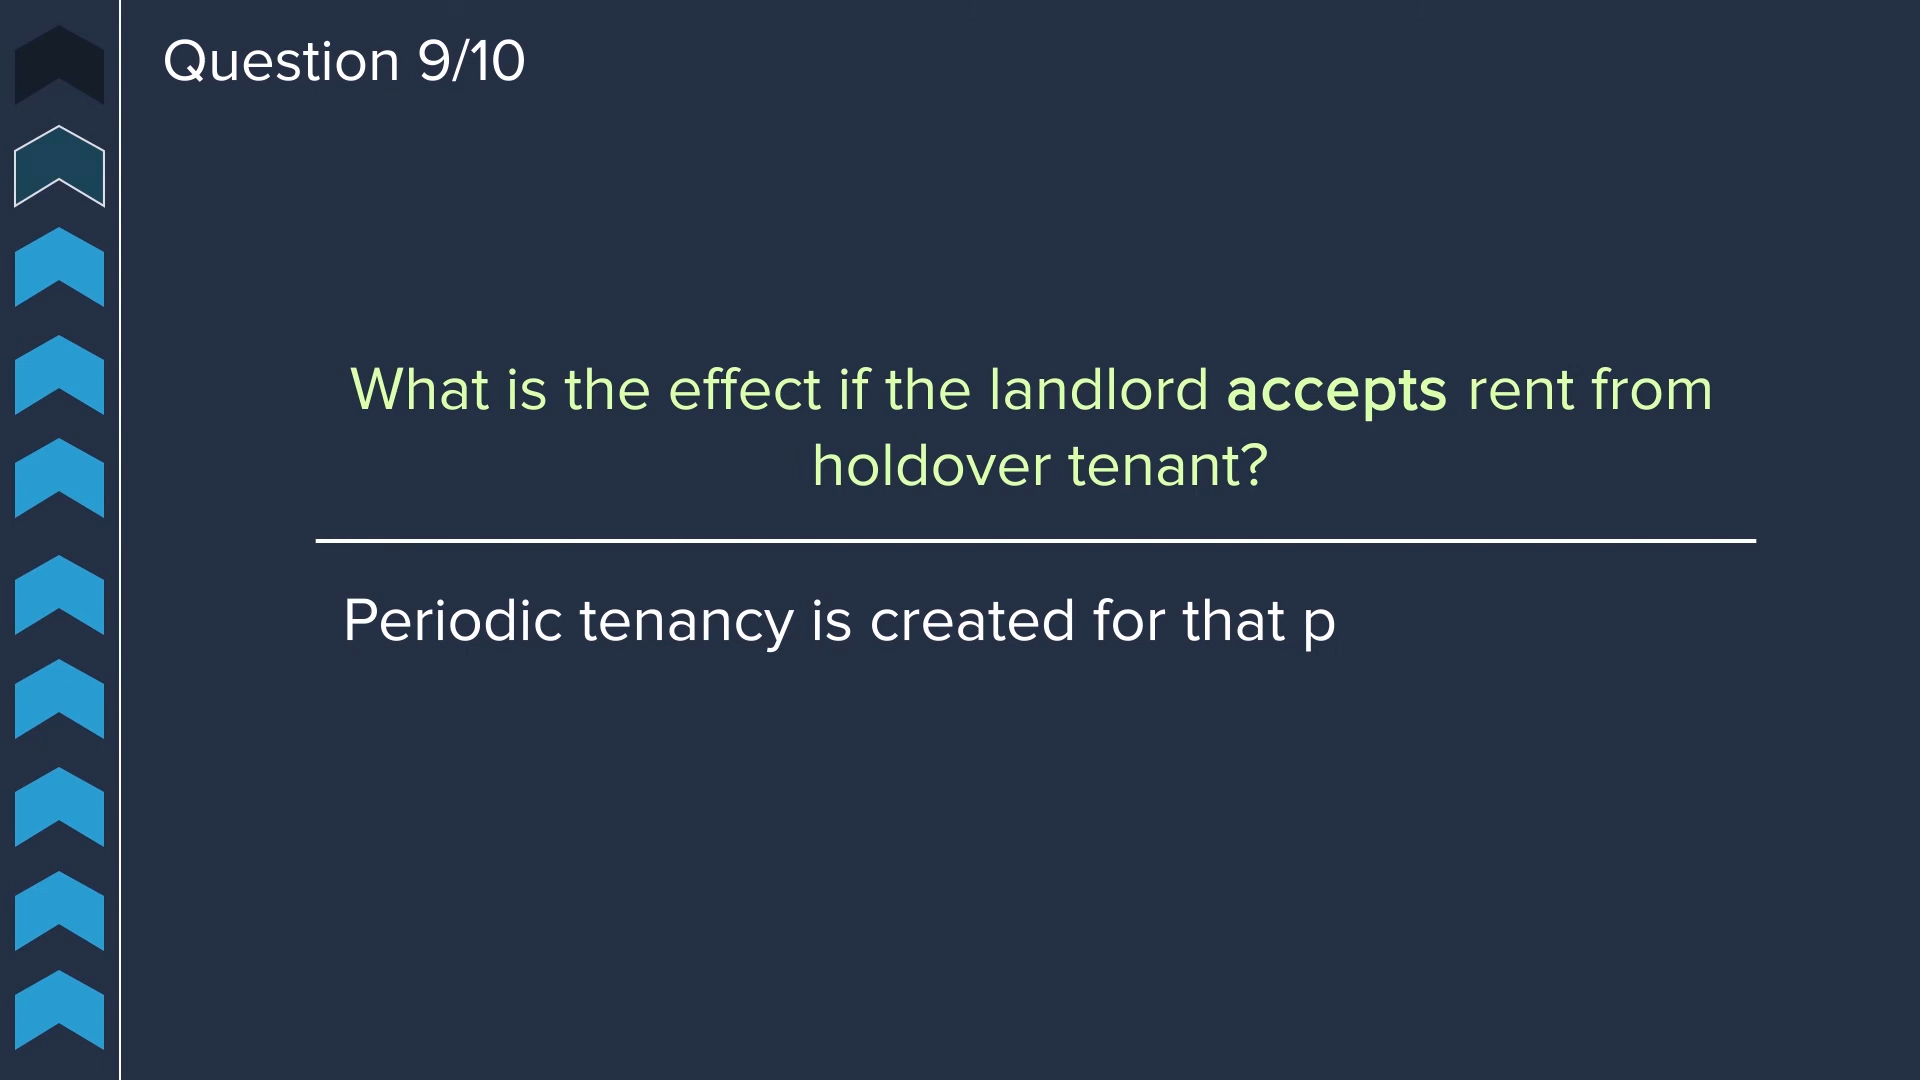 Question 9/10
What is the effect if the landlord accepts rent from
holdover tenant?
Periodic tenancy is created for that p